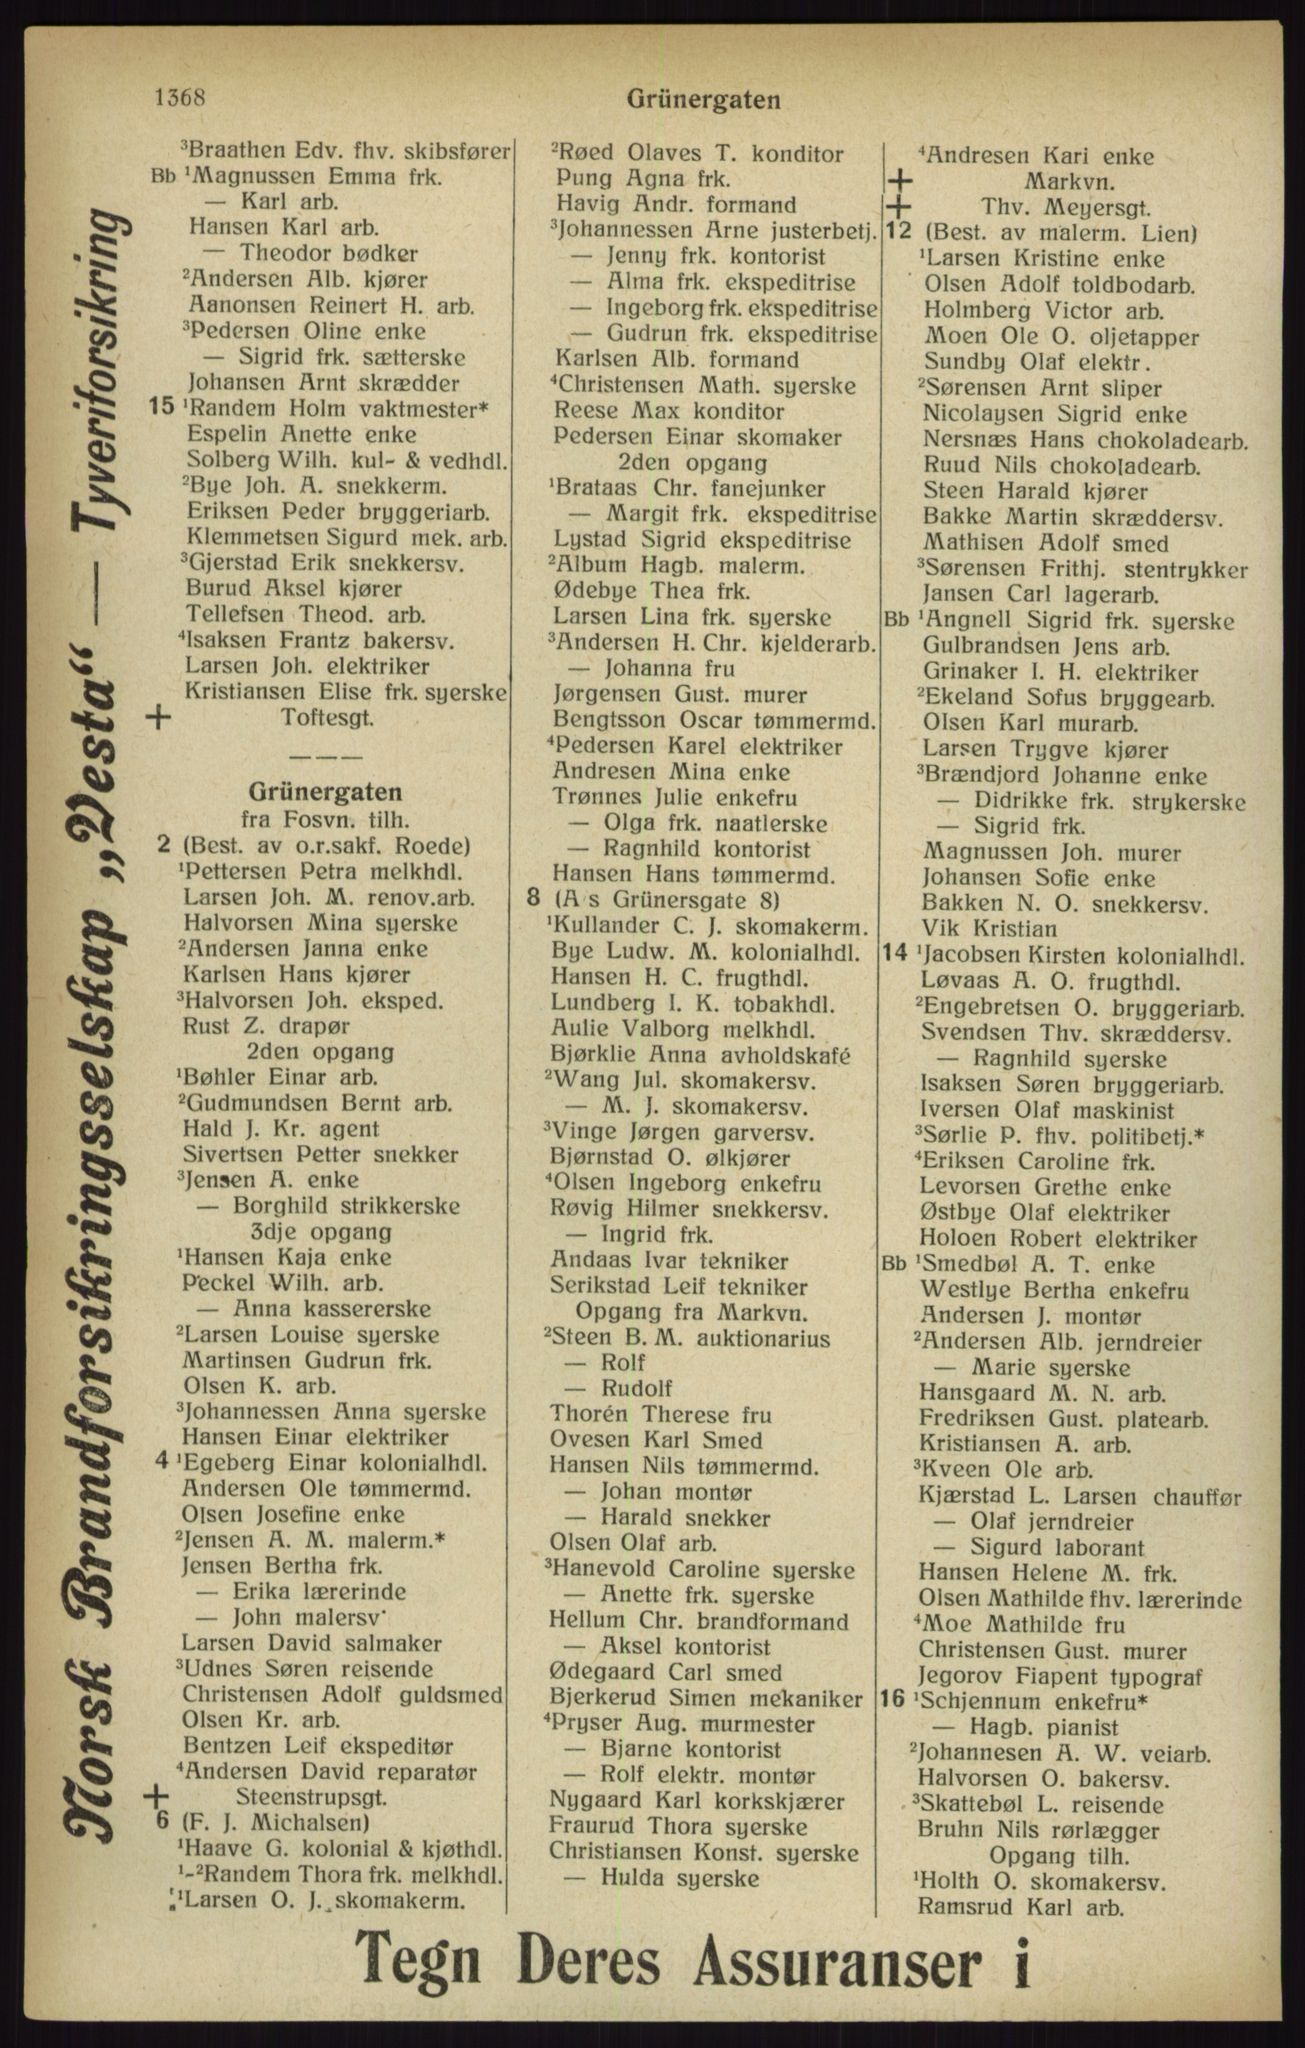 1368
Grünergaten
³Braathen Edv. fhv. skibsfører
Bb ¹Magnussen Emma frk.
— Karl arb.
Hansen Karl arb.
— Theodor bødker
²Andersen Alb. kjører
Aanonsen Reinert H. arb.
³Pedersen Oline enke
— Sigrid frk. sætterske
Johansen Arnt skrædder
15 ¹Randem Holm vaktmester*
Espelin Anette enke
Solberg Wilh. kul- & vedhdl.
²Bye Joh. A. snekkerm.
Eriksen Peder bryggeriarb.
Klemmetsen Sigurd mek. arb.
³Gjerstad Erik snekkersv.
Burud Aksel kjører
Tellefsen Theod. arb.
⁴Isaksen Frantz bakersv.
Larsen Joh. elektriker
Kristiansen Elise frk. syerske
+ Toftesgt.
———
Grünergaten
fra Fosvn. tilh.
2 (Best. av o.r.sakf. Roede)
¹Pettersen Petra melkhdl.
Larsen Joh. M. renov.arb.
Halvorsen Mina syerske
²Andersen Janna enke
Karlsen Hans kjører
³Halvorsen Joh. eksped.
Rust Z. drapør
2den opgang
¹Bøhler Einar arb.
²Gudmundsen Bernt arb.
Hald J. Kr. agent
Sivertsen Petter snekker
³Jensen A. enke
— Borghild strikkerske
3dje opgang
¹Hansen Kaja enke
Peckel Wilh. arb.
— Anna kassererske
²Larsen Louise syerske
Martinsen Gudrun frk.
Olsen K. arb.
³Johannessen Anna syerske
Hansen Einar elektriker
4 ¹Egeberg Einar kolonialhdl.
Andersen Ole tømmermd.
Olsen Josefine enke
²Jensen A. M. malerm.*
Jensen Bertha frk.
— Erika lærerinde
— John malersv.
Larsen David salmaker
³Udnes Søren reisende
Christensen Adolf guldsmed
Olsen Kr. arb.
Bentzen Leif ekspeditør
⁴Andersen David reparatør
+ Steenstrupsgt.
6 (F. J. Michalsen)
¹Haave G. kolonial & kjøthdl.
¹-²Randem Thora frk. melkhdl.
¹Larsen O. J. skomakerm.
²Røed Olaves T. konditor
Pung Agna frk.
Havig Andr. formand
³Johannessen Arne justerbetj.
— Jenny frk. kontorist
— Alma frk. ekspeditrise
— Ingeborg frk. ekspeditrise
— Gudrun frk. ekspeditrise
Karlsen Alb. formand
⁴Christensen Math. syerske
Reese Max konditor
Pedersen Einar skomaker
2den opgang
¹Brataas Chr. fanejunker
— Margit frk. ekspeditrise
Lystad Sigrid ekspeditrise
²Album Hagb. malerm.
Ødebye Thea frk.
Larsen Lina frk. syerske
³Andersen H. Chr. kjelderarb.
— Johanna fru
Jørgensen Gust. murer
Bengtsson Oscar tømmermd.
⁴Pedersen Karel elektriker
Andresen Mina enke
Trønnes Julie enkefru
— Olga frk. naatlerske
— Ragnhild kontorist
Hansen Hans tømmermd.
8 (A s Grünersgate 8)
¹Kullander C. J. skomakerm.
Bye Ludw. M. kolonialhdl.
Hansen H. C. frugthdl.
Lundberg I. K. tobakhdl.
Aulie Valborg melkhdl.
Bjørklie Anna avholdskafé
²Wang Jul. skomakersv.
— M. J. skomakersv.
³Vinge Jørgen garversv.
Bjørnstad O. ølkjører
⁴Olsen Ingeborg enkefru
Røvig Hilmer snekkersv.
— Ingrid frk.
Andaas Ivar tekniker
Serikstad Leif tekniker
Opgang fra Markvn.
²Steen B. M. auktionarius
— Rolf
— Rudolf
Thorén Therese fru
Ovesen Karl Smed
Hansen Nils tømmermd.
— Johan montør
— Harald snekker
Olsen Olaf arb.
³Hanevold Caroline syerske
— Anette frk. syerske
Hellum Chr. brandformand
— Aksel kontorist
Ødegaard Carl smed
Bjerkerud Simen mekaniker
⁴Pryser Aug. murmester
— Bjarne kontorist
— Rolf elektr. montør
Nygaard Karl korkskjærer
Fraurud Thora syerske
Christiansen Konst. syerske
— Hulda syerske
⁴Andresen Kari enke
+ Markvn.
+ Thv. Meyersgt.
12 (Best. av malerm. Lien)
¹Larsen Kristine enke
Olsen Adolf toldbodarb.
Holmberg Victor arb.
Moen Ole O. oljetapper
Sundby Olaf elektr.
²Sørensen Arnt sliper
Nicolaysen Sigrid enke
Nersnæs Hans chokoladearb.
Ruud Nils chokoladearb.
Steen Harald kjører
Bakke Martin skræddersv.
Mathisen Adolf smed
³Sørensen Frithj. stentrykker
Jansen Carl lagerarb.
Bb ¹Angnell Sigrid frk. syerske
Gulbrandsen Jens arb.
Grinaker I. H. elektriker
²Ekeland Sofus bryggearb.
Olsen Karl murarb.
Larsen Trygve kjører
³Brændjord Johanne enke
— Didrikke frk. strykerske
— Sigrid frk.
Magnussen Joh. murer
Johansen Sofie enke
Bakken N. O. snekkersv.
Vik Kristian
14 ¹Jacobsen Kirsten kolonialhdl.
Løvaas A. O. frugthdl.
²Engebretsen O. bryggeriarb.
Svendsen Thv. skræddersv.
— Ragnhild syerske
Isaksen Søren bryggeriarb.
Iversen Olaf maskinist
³Sørlie P. fhv. politibetj.*
⁴Eriksen Caroline frk.
Levorsen Grethe enke
Østbye Olaf elektriker
Holoen Robert elektriker
Bb ¹Smedbøl A. T. enke
Westlye Bertha enkefru
Andersen J. montør
²Andersen Alb. jerndreier
— Marie syerske
Hansgaard M. N. arb.
Fredriksen Gust. platearb.
Kristiansen A. arb.
³Kveen Ole arb.
Kjærstad L. Larsen chauffør
— Olaf jerndreier
— Sigurd laborant
Hansen Helene M. frk.
Olsen Mathilde fhv. lærerinde
⁴Moe Mathilde fru
Christensen Gust. murer
Jegorov Fiapent typograf
16 ¹Schjennum enkefru*
— Hagb. pianist
²Johannesen A. W. veiarb.
Halvorsen O. bakersv.
³Skattebøl L. reisende
Bruhn Nils rørlægger
Opgang tilh.
¹Holth O. skomakersv.
Ramsrud Karl arb.
Norsk Brandforsikringsselskap „Vesta“ — Tyveriforsikring
Tegn Deres Assuranser i